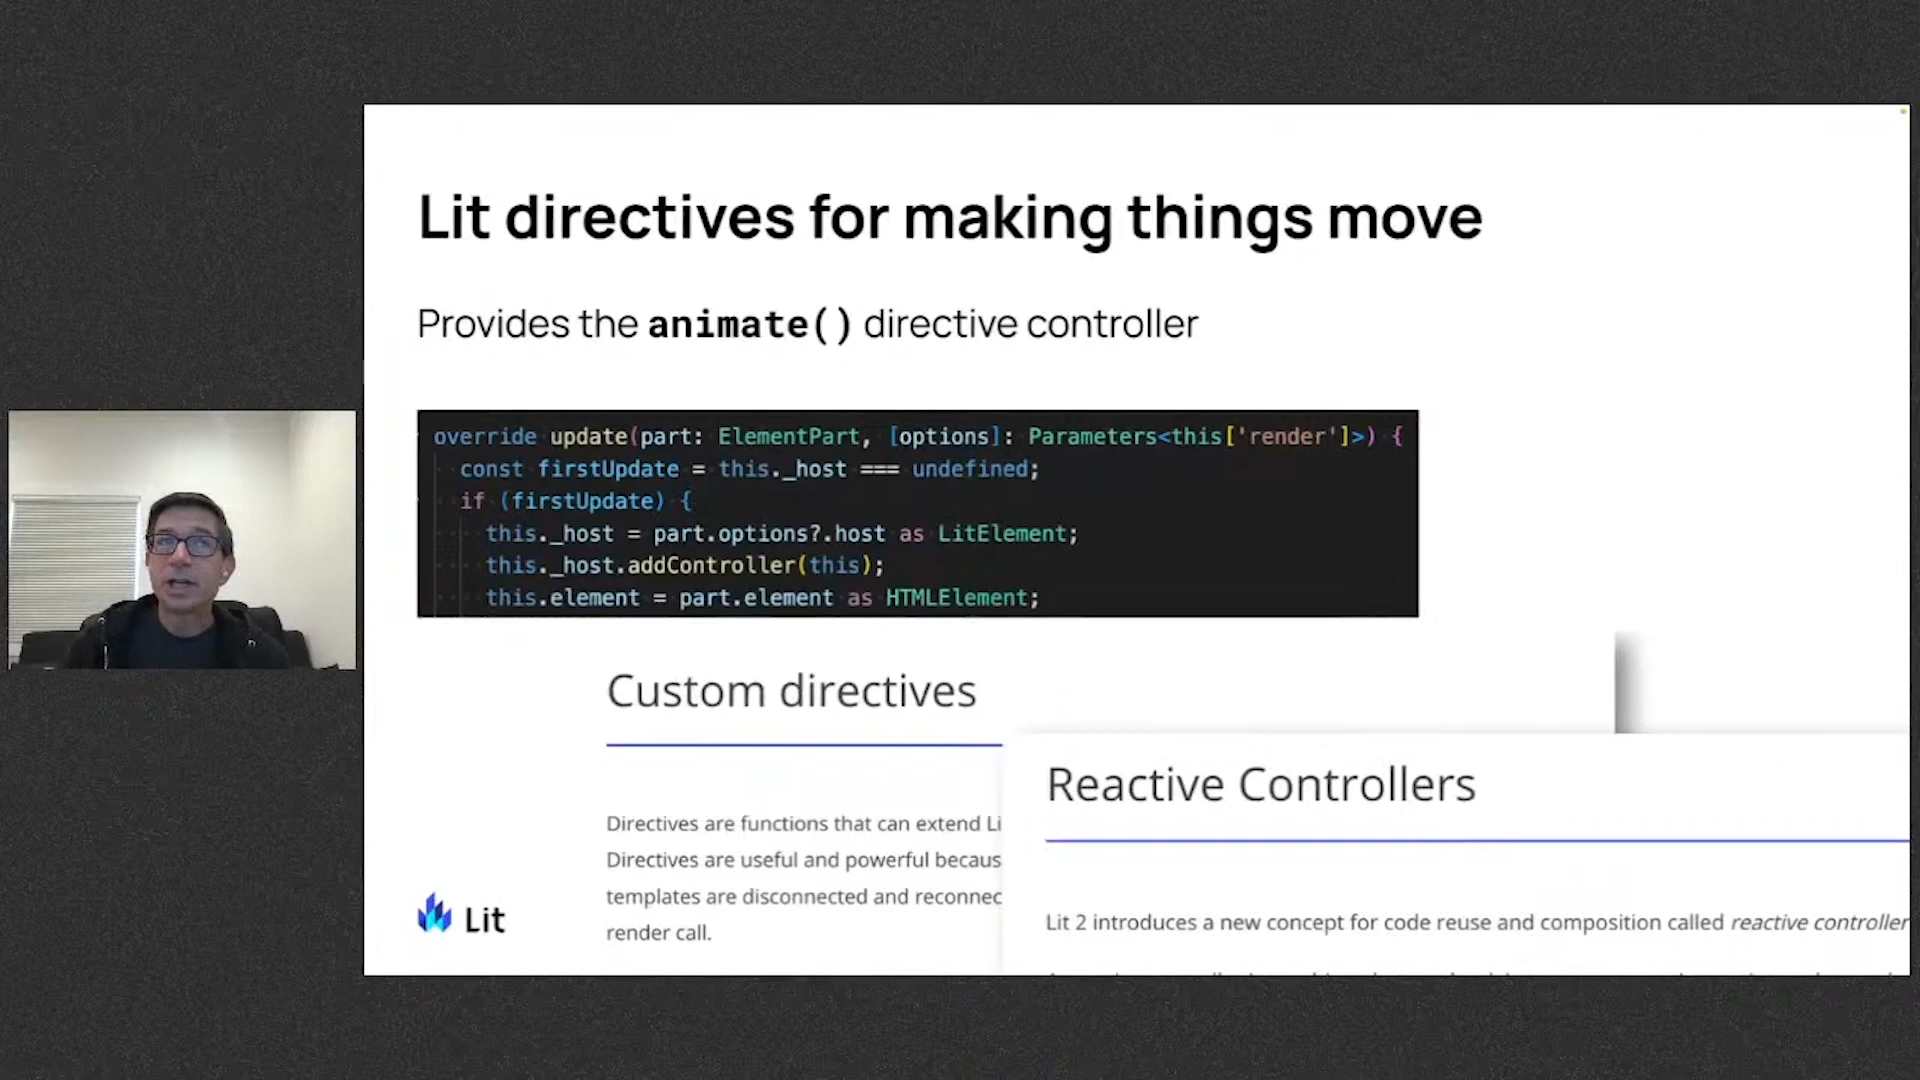 Lit directives for making things move
Provides the animate() directive controller
override update(part: ElementPart, [options]: Parameters<this['render']>) {
const firstUpdate = this._host === undefined;
if (firstUpdate) {
this._host = part.options?.host as LitElement;
this._host.addController(this);
this.element = part.element as HTMLElement;
Custom directives
Directives are functions that can extend Li
Directives are useful and powerful becaus
templates are disconnected and reconnec
render call.
Reactive Controllers
Lit 2 introduces a new concept for code reuse and composition called reactive controller
Lit